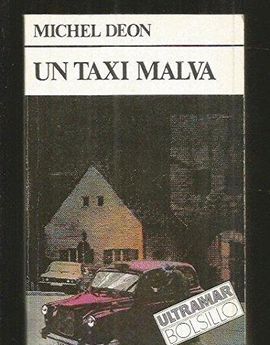 MICHEL DEON
UN TAXI MALVA
ULTRAMAR
BOLSILLO